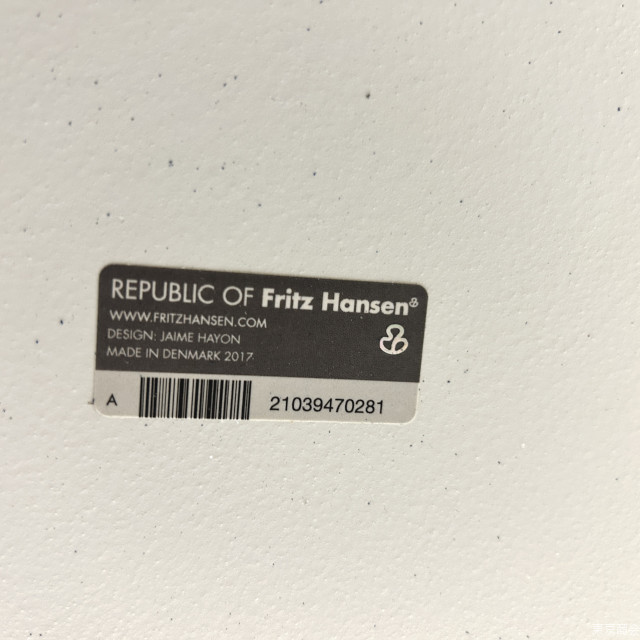 REPUBLIC OF Fritz Hansen
WWW.FRITZHANSEN.COM
DESIGN: JAIME HAYON
MADE IN DENMARK 2017
A 21039470281